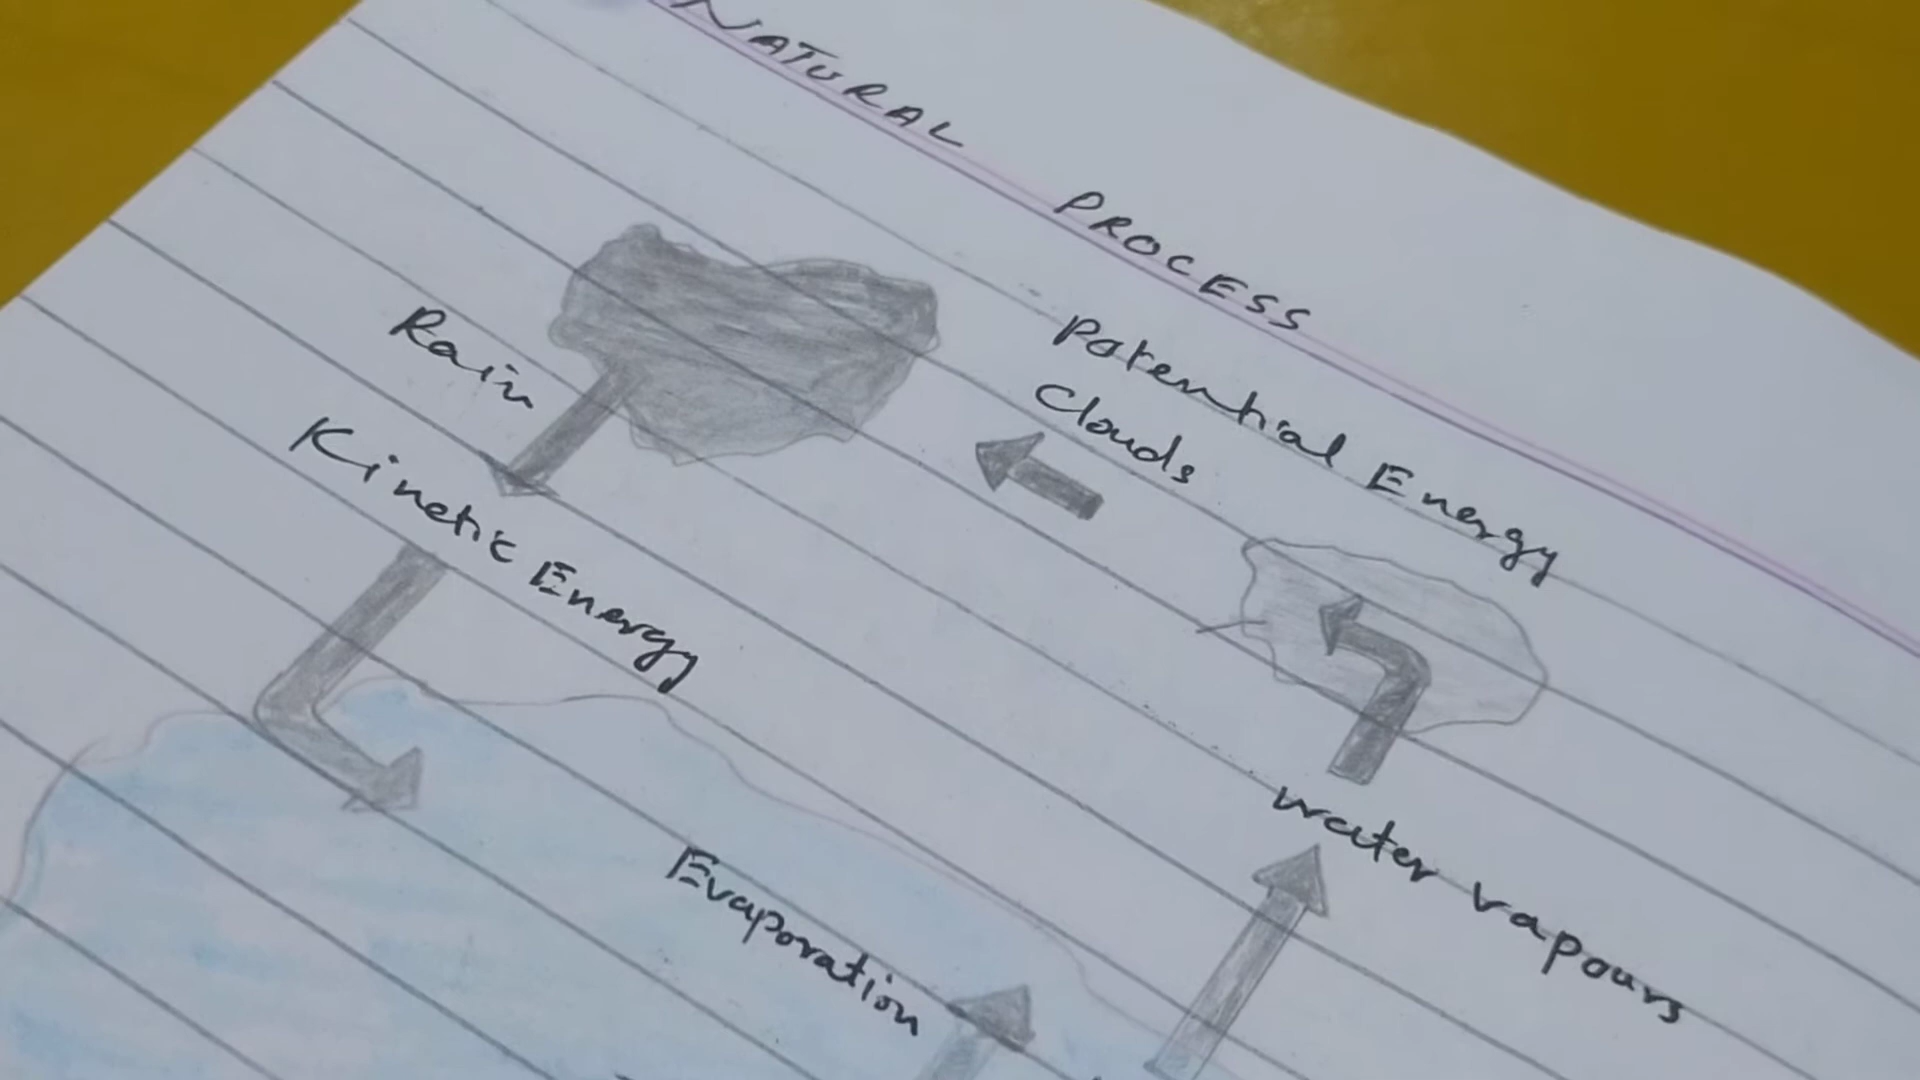 NATURAL PROCESS
Potential Energy
Clouds
Rain
Kinetic Energy
water vapours
Evaporation